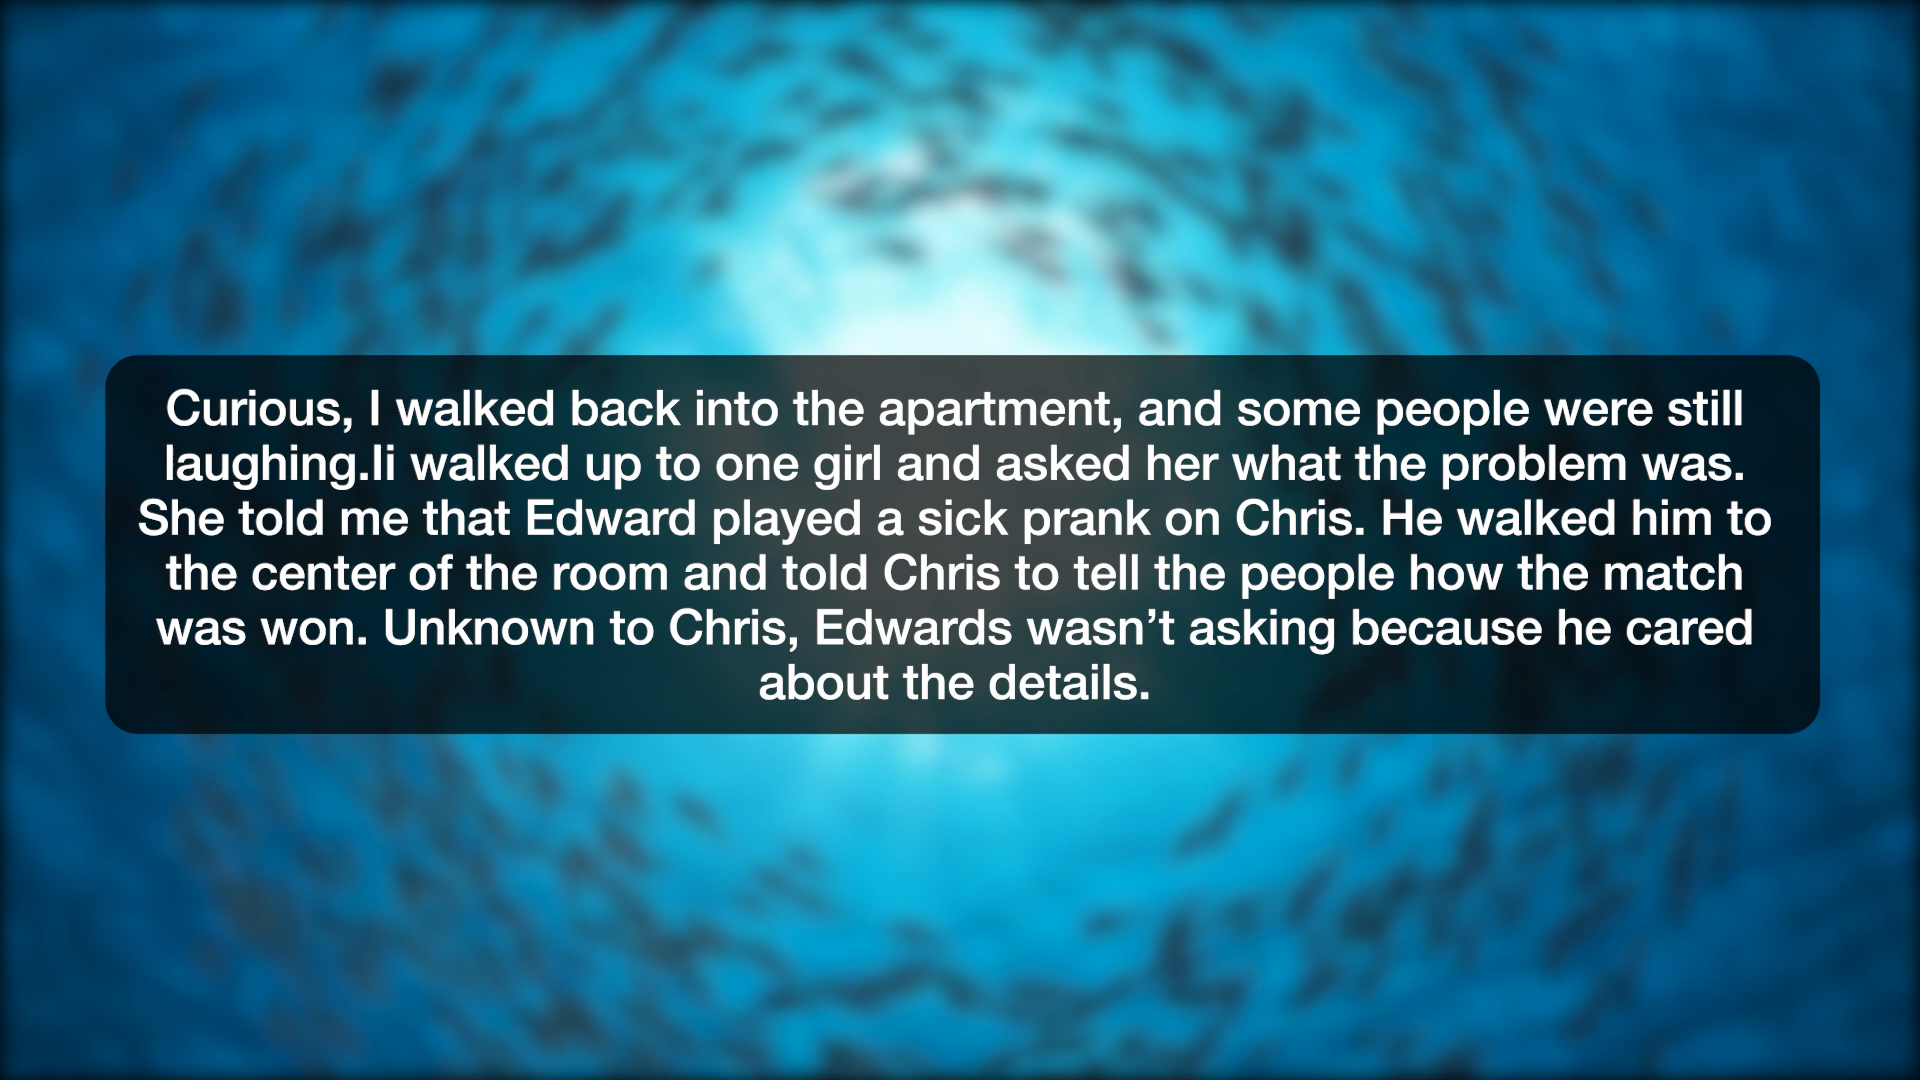 Curious, I walked back into the apartment, and some people were still
laughing.Ii walked up to one girl and asked her what the problem was.
She told me that Edward played a sick prank on Chris. He walked him to
the center of the room and told Chris to tell the people how the match
was won. Unknown to Chris, Edwards wasn’t asking because he cared
about the details.